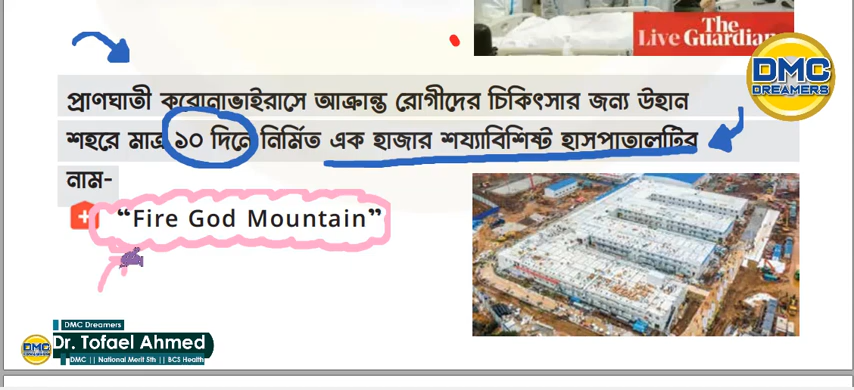 The
Live Guardian
DMC
DREAMERS
প্রাণঘাতী করোনাভাইরাসে আক্রান্ত রোগীদের চিকিৎসার জন্য উহান
শহরে মাত্র ১০ দিনে নির্মিত এক হাজার শয্যাবিশিষ্ট হাসপাতালটির
নাম-
“Fire God Mountain”
DMC Dreamers
Dr. Tofael Ahmed
DMC || National Merit 5th || BCS Health
DMC